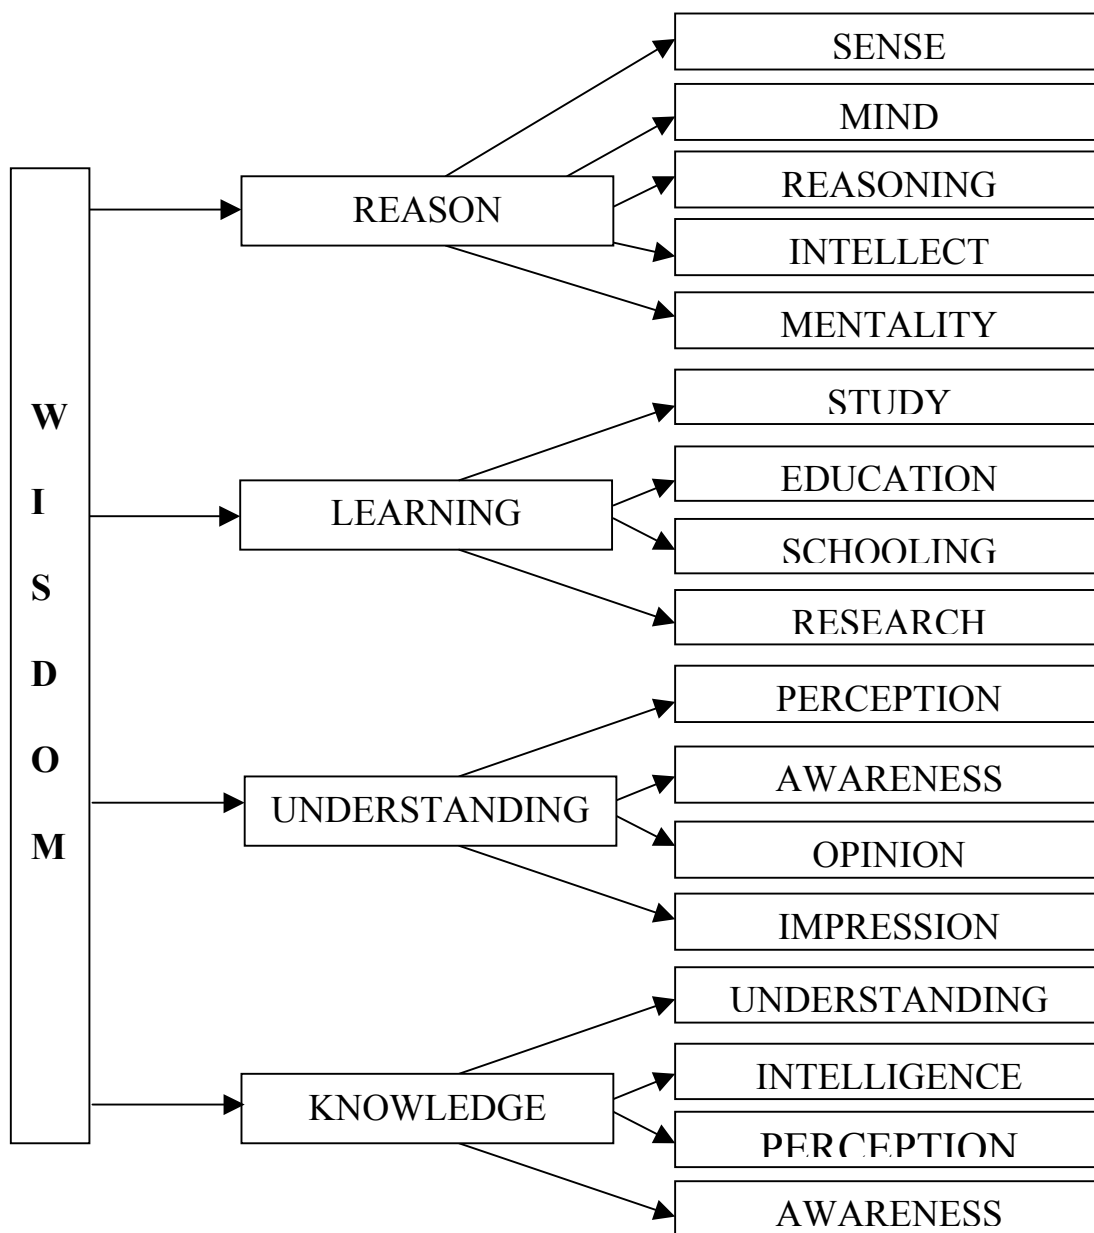 WISDOM
REASON
SENSE
MIND
REASONING
INTELLECT
MENTALITY
LEARNING
STUDY
EDUCATION
SCHOOLING
RESEARCH
UNDERSTANDING
PERCEPTION
AWARENESS
OPINION
IMPRESSION
KNOWLEDGE
UNDERSTANDING
INTELLIGENCE
PERCEPTION
AWARENESS